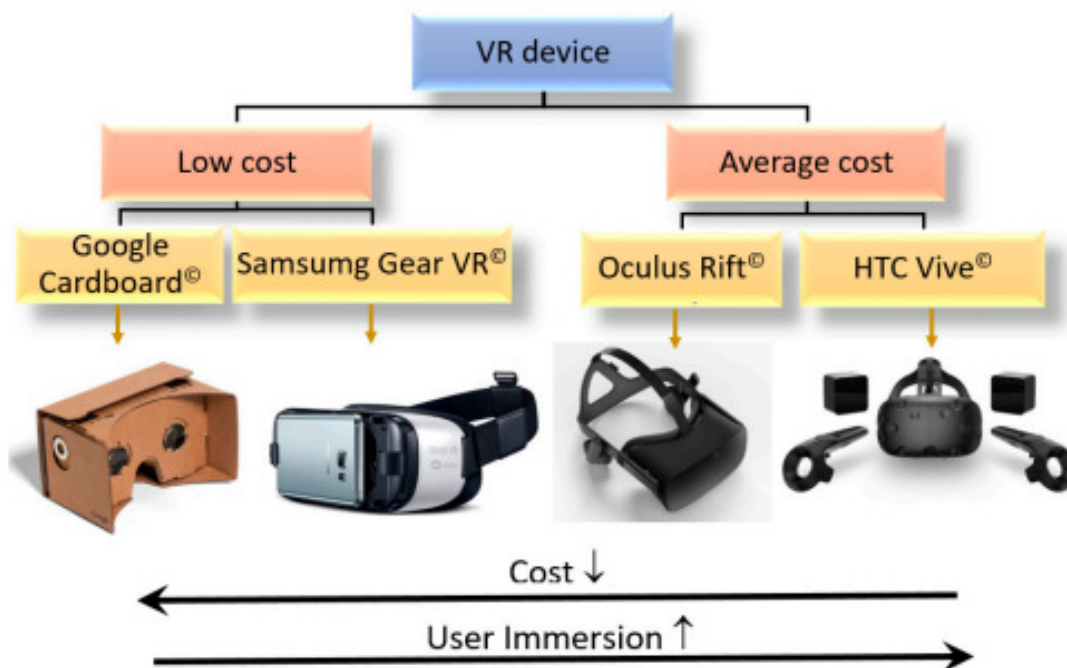 VR device
Low cost
Average cost
Google
Cardboard©
Samsumg Gear VR©
Oculus Rift©
HTC Vive©
Cost ↓
User Immersion ↑